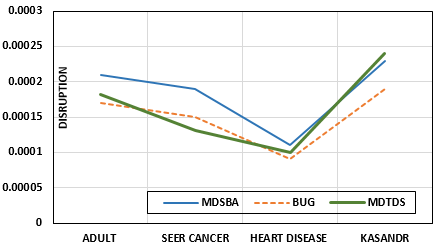 0.0003
0.00025
0.0002
0.00015
0.0001
0.00005
0
DISRUPTION
MDSBA BUG MDTDS
ADULT SEER CANCER HEART DISEASE KASANDR